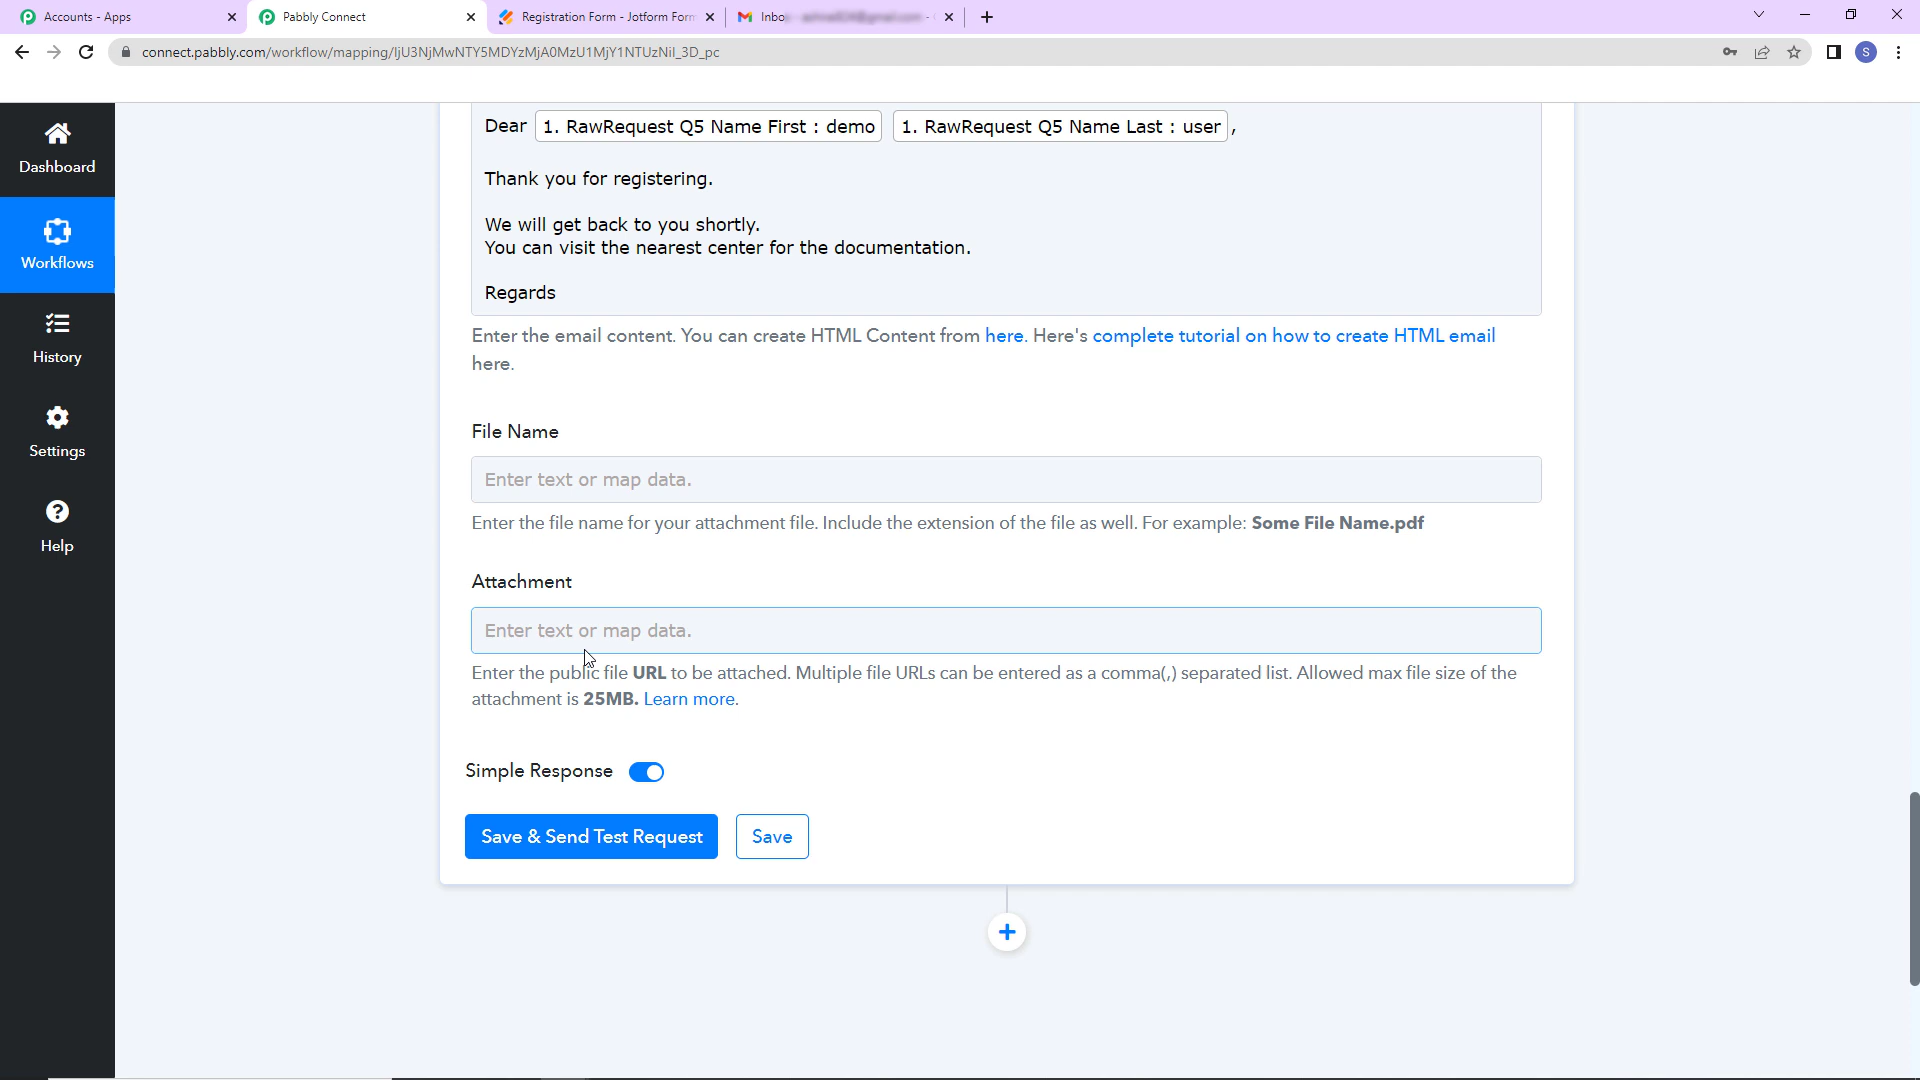 Accounts - Apps
Pabbly Connect
Registration Form - Jotform Form
Inbo
connect.pabbly.com/workflow/mapping/IjU3NjMwNTY5MDYzMjA0MzU1MjY1NTUzNiI_3D_pc
S
Dashboard
Workflows
History
Settings
Help
Dear 1. RawRequest Q5 Name First : demo 1. RawRequest Q5 Name Last : user ,
Thank you for registering.
We will get back to you shortly.
You can visit the nearest center for the documentation.
Regards
Enter the email content. You can create HTML Content from here. Here's complete tutorial on how to create HTML email
here.
File Name
Enter text or map data.
Enter the file name for your attachment file. Include the extension of the file as well. For example: Some File Name.pdf
Attachment
Enter text or map data.
Enter the public file URL to be attached. Multiple file URLs can be entered as a comma(,) separated list. Allowed max file size of the
attachment is 25MB. Learn more.
Simple Response
Save & Send Test Request
Save